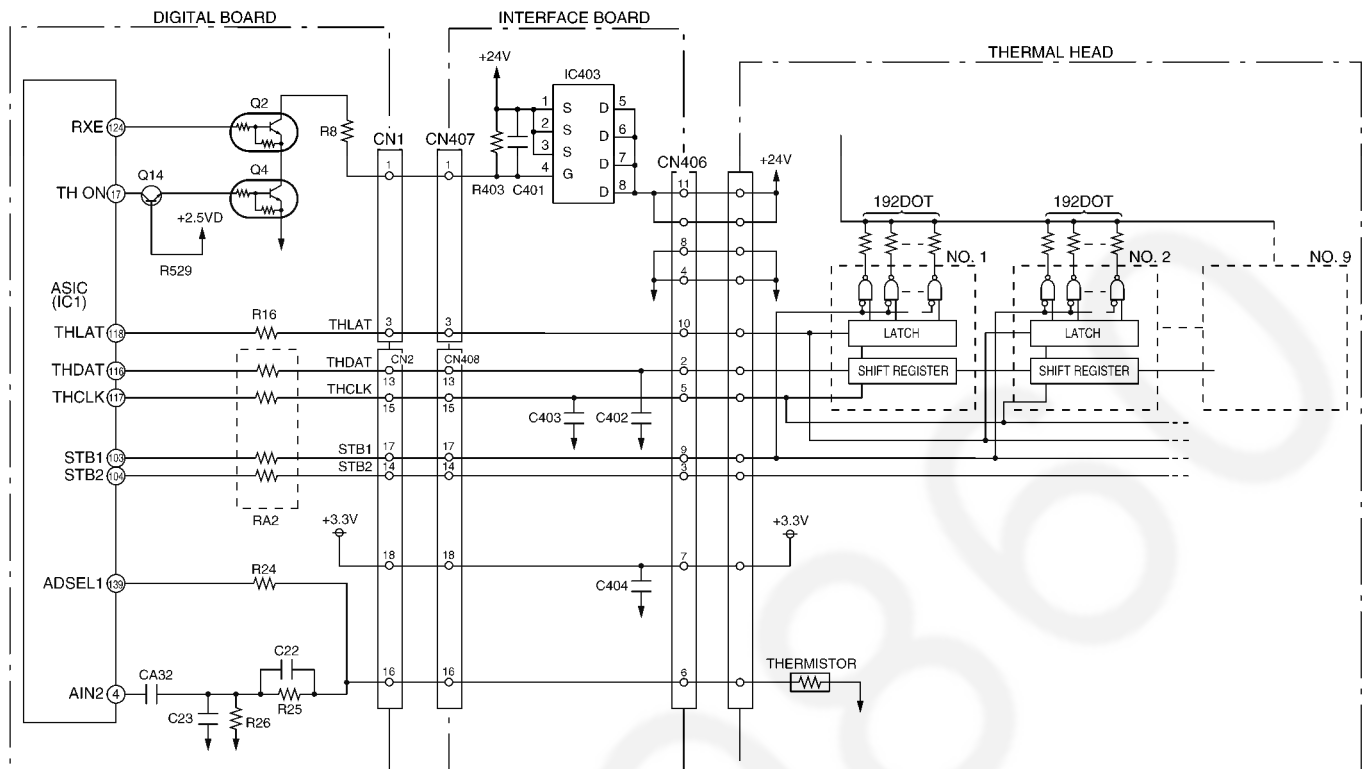 DIGITAL BOARD
INTERFACE BOARD
THERMAL HEAD
+24V
IC403
Q2
RXE 124
R8
CN1
CN407
1 S D 5
2 S D 6
3 S D 7
4 G D 8
CN406
+24V
1
1
R403
C401
11
Q14
Q4
TH ON 17
+2.5VD
R529
192DOT
192DOT
8
NO. 1
NO. 2
NO. 9
4
ASIC
(IC1)
R16
THLAT 118
THLAT
3
3
10
LATCH
LATCH
CN2
CN408
THDAT 116
THDAT
13
13
2
SHIFT REGISTER
SHIFT REGISTER
THCLK 117
THCLK
15
15
5
C403
C402
STB1 103
STB1
17
17
9
STB2 104
STB2
14
14
3
RA2
+3.3V
+3.3V
18
18
7
ADSEL1 139
R24
C404
C22
16
16
6
THERMISTOR
AIN2 4
CA32
R25
C23
R26